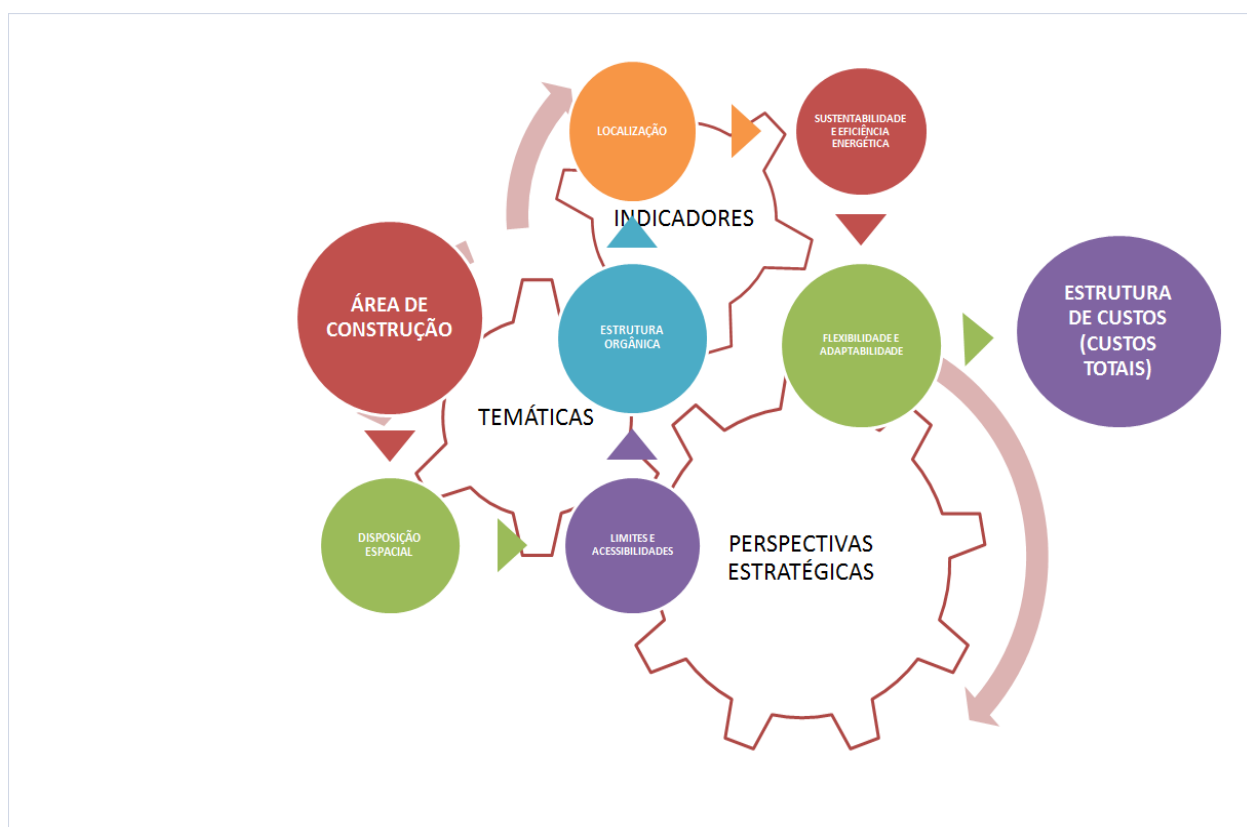 LOCALIZAÇÃO
SUSTENTABILIDADE
E EFICIÊNCIA
ENERGÉTICA
INDICADORES
ÁREA DE
CONSTRUÇÃO
ESTRUTURA
ORGÂNICA
FLEXIBILIDADE E
ADAPTABILIDADE
ESTRUTURA
DE CUSTOS
(CUSTOS
TOTAIS)
TEMÁTICAS
DISPOSIÇÃO
ESPACIAL
LIMITES E
ACESSIBILIDADES
PERSPECTIVAS
ESTRATÉGICAS